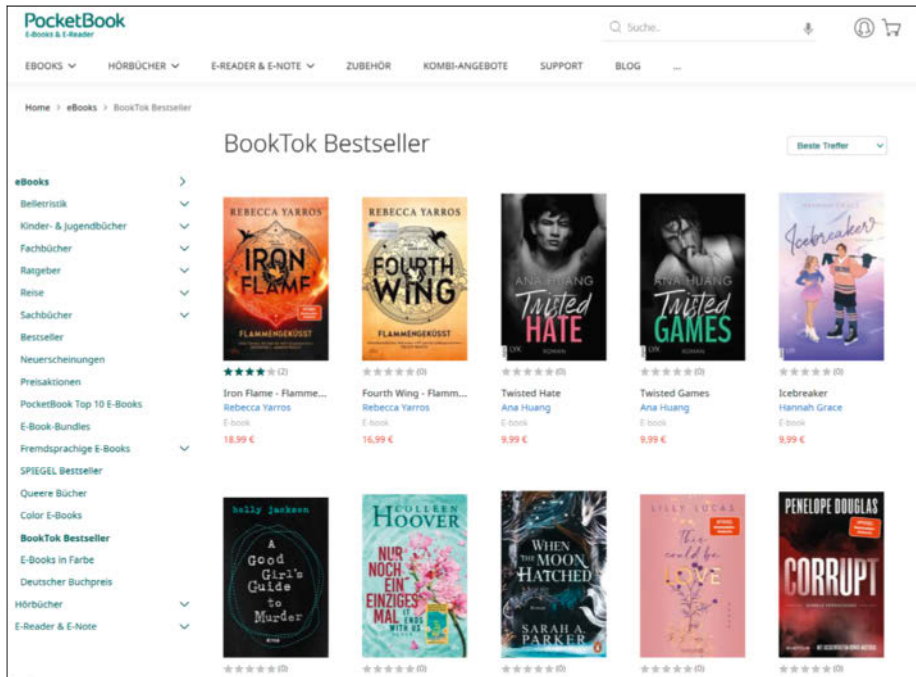 PocketBook
E-Books & E-Reader
Suche..
EBOOKS
HÖRBÜCHER
E-READER & E-NOTE
ZUBEHÖR
KOMBI-ANGEBOTE
SUPPORT
BLOG
...
Home > eBooks > BookTok Bestseller
BookTok Bestseller
Beste Treffer
eBooks
Belletristik
Kinder- & Jugendbücher
Fachbücher
Ratgeber
Reise
Sachbücher
Bestseller
Neuerscheinungen
Preisaktionen
PocketBook Top 10 E-Books
E-Book-Bundles
Fremdsprachige E-Books
SPIEGEL Bestseller
Queere Bücher
Color E-Books
BookTok Bestseller
E-Books in Farbe
Deutscher Buchpreis
Hörbücher
E-Reader & E-Note
REBECCA YARROS
IRON
FLAME
FLAMMENGEKÜSST
(2)
Iron Flame - Flamme...
Rebecca Yarros
E-book
18,99 €
REBECCA YARROS
FOURTH
WING
FLAMMENGEKÜSST
(0)
Fourth Wing - Flamm...
Rebecca Yarros
E-book
16,99 €
ANA HUANG
Twisted
HATE
LYX
ROMAN
(0)
Twisted Hate
Ana Huang
E-book
9,99 €
ANA HUANG
Twisted
GAMES
LYX
ROMAN
(0)
Twisted Games
Ana Huang
E-book
9,99 €
HANNAH GRACE
Icebreaker
LYX
(0)
Icebreaker
Hannah Grace
E-book
9,99 €
holly jackson
A
Good
Girl's
Guide
to
Murder
(0)
COLLEEN
HOOVER
NUR
NOCH
EIN
EINZIGES
MAL
IT ENDS
WITH US
(0)
WHEN
THE MOON
HATCHED
Roman
SARAH A.
PARKER
(0)
LILLY LUCAS
This
could be
LOVE
(0)
PENELOPE DOUGLAS
CORRUPT
(0)